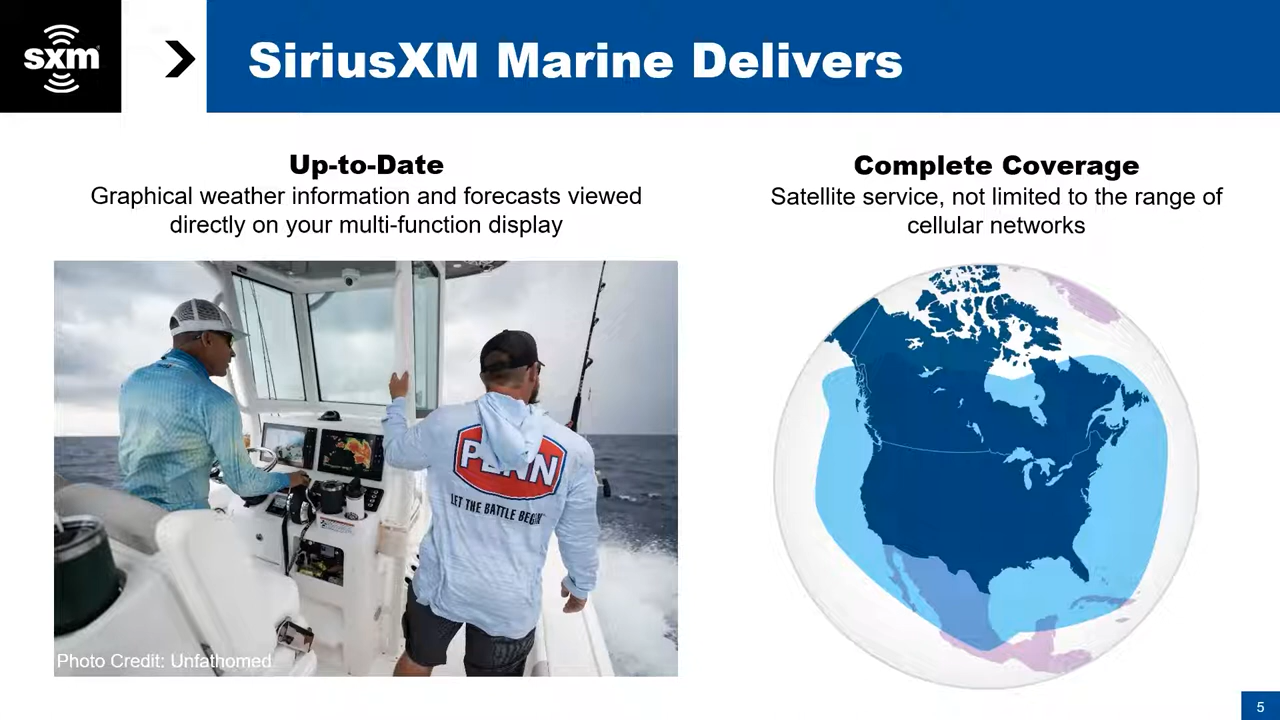 sxm
SiriusXM Marine Delivers
Up-to-Date
Graphical weather information and forecasts viewed
directly on your multi-function display
Complete Coverage
Satellite service, not limited to the range of
cellular networks
PENN
LET THE BATTLE BEGIN
Photo Credit: Unfathomed
5